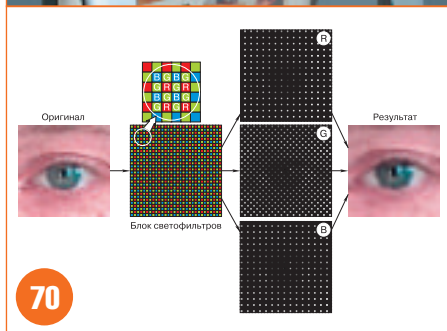 R
B G B G
G R G R
B G B G
G R G R
Оригинал
G
Результат
Блок светофильтров
B
70